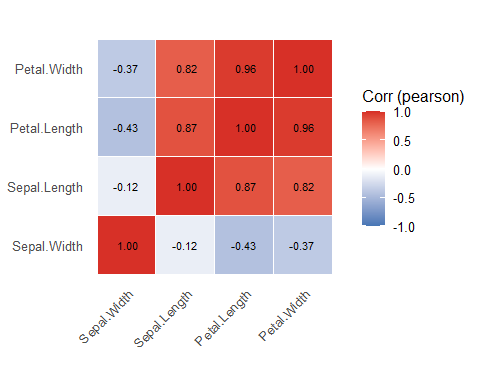 Petal.Width -0.37 0.82 0.96 1.00
Petal.Length -0.43 0.87 1.00 0.96
Sepal.Length -0.12 1.00 0.87 0.82
Sepal.Width 1.00 -0.12 -0.43 -0.37
Sepal.Width Sepal.Length Petal.Length Petal.Width
Corr (pearson)
1.0
0.5
0.0
-0.5
-1.0